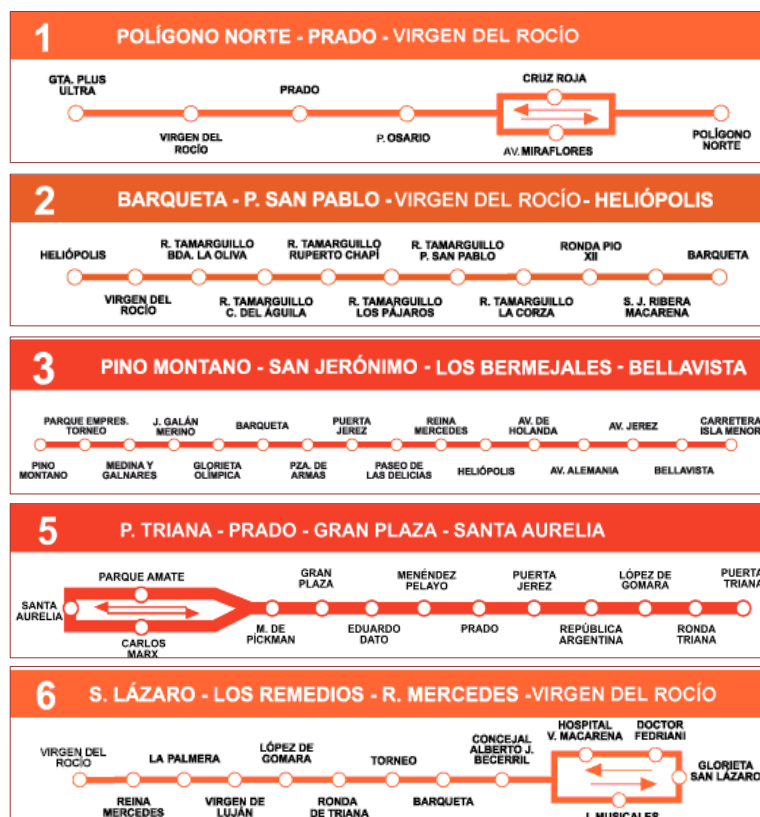 1 POLÍGONO NORTE - PRADO - VIRGEN DEL ROCÍO
GTA. PLUS
ULTRA
VIRGEN DEL
ROCÍO
PRADO
P. OSARIO
CRUZ ROJA
AV. MIRAFLORES
POLÍGONO
NORTE
2 BARQUETA - P. SAN PABLO - VIRGEN DEL ROCÍO - HELIÓPOLIS
HELIÓPOLIS
VIRGEN DEL
ROCÍO
R. TAMARGUILLO
BDA. LA OLIVA
R. TAMARGUILLO
C. DEL ÁGUILA
R. TAMARGUILLO
RUPERTO CHAPÍ
R. TAMARGUILLO
LOS PÁJAROS
R. TAMARGUILLO
P. SAN PABLO
R. TAMARGUILLO
LA CORZA
RONDA PIO
XII
S. J. RIBERA
MACARENA
BARQUETA
3 PINO MONTANO - SAN JERÓNIMO - LOS BERMEJALES - BELLAVISTA
PINO
MONTANO
PARQUE EMPRES.
TORNEO
MEDINA Y
GALNARES
J. GALÁN
MERINO
GLORIETA
OLÍMPICA
BARQUETA
PZA. DE
ARMAS
PUERTA
JEREZ
PASEO DE
LAS DELICIAS
REINA
MERCEDES
HELIÓPOLIS
AV. DE
HOLANDA
AV. ALEMANIA
AV. JEREZ
BELLAVISTA
CARRETERA
ISLA MENOR
5 P. TRIANA - PRADO - GRAN PLAZA - SANTA AURELIA
SANTA
AURELIA
PARQUE AMATE
CARLOS
MARX
M. DE
PICKMAN
GRAN
PLAZA
EDUARDO
DATO
MENÉNDEZ
PELAYO
PRADO
PUERTA
JEREZ
REPÚBLICA
ARGENTINA
LÓPEZ DE
GOMARA
RONDA
TRIANA
PUERTA
TRIANA
6 S. LÁZARO - LOS REMEDIOS - R. MERCEDES -VIRGEN DEL ROCÍO
VIRGEN DEL
ROCÍO
REINA
MERCEDES
LA PALMERA
VIRGEN DE
LUJÁN
LÓPEZ DE
GOMARA
RONDA
DE TRIANA
TORNEO
BARQUETA
CONCEJAL
ALBERTO J.
BECERRIL
HOSPITAL
V. MACARENA
DOCTOR
FEDRIANI
GLORIETA
SAN LÁZARO
MUSICALES